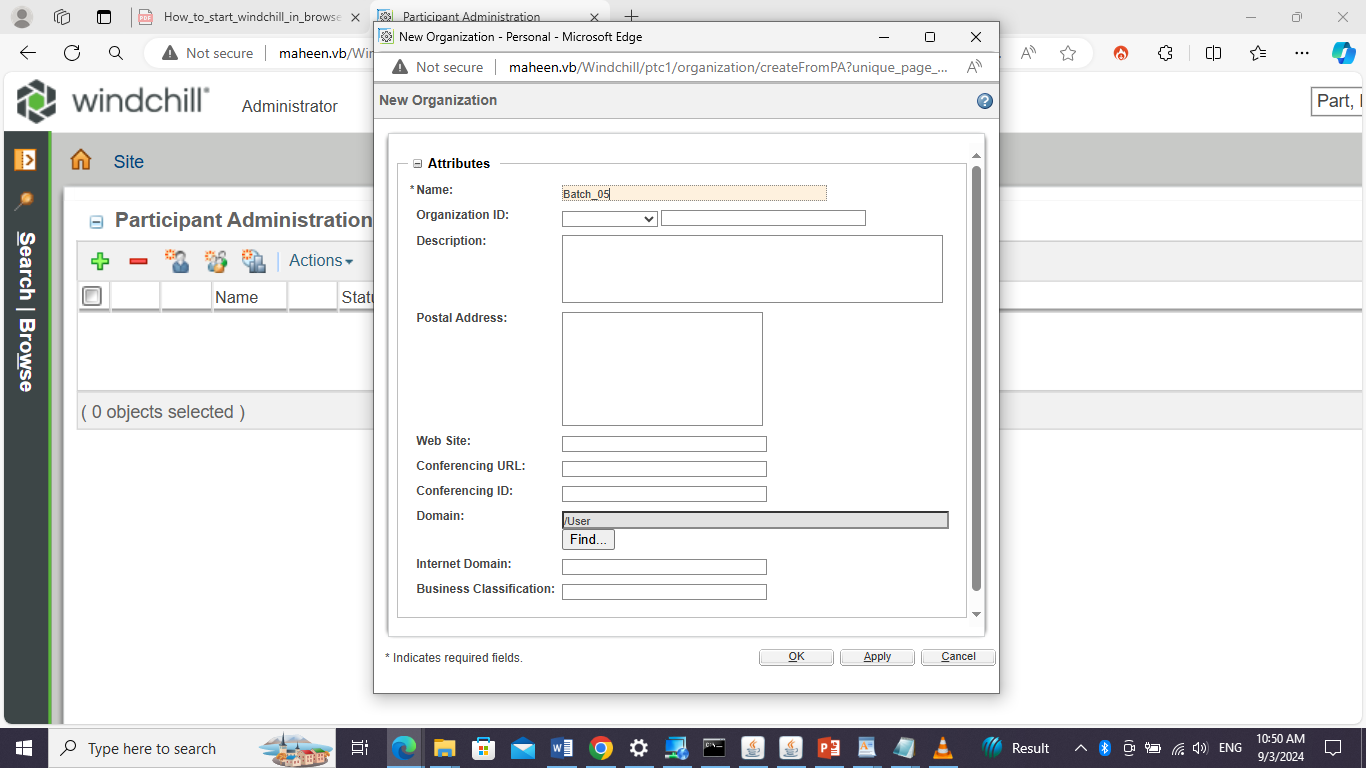 How_to_start_windchill_in_browse
Participant Administration
New Organization - Personal - Microsoft Edge
Not secure
maheen.vb/Win
Not secure
maheen.vb/Windchill/ptc1/organization/createFromPA?unique_page_...
windchill
Administrator
Part,
New Organization
Site
Participant Administration
Actions
Name
Statu
( 0 objects selected )
Search | Browse
Attributes
*Name:
Batch_05
Organization ID:
Description:
Postal Address:
Web Site:
Conferencing URL:
Conferencing ID:
Domain:
/User
Find...
Internet Domain:
Business Classification:
* Indicates required fields.
OK
Apply
Cancel
Type here to search
Result
ENG
10:50 AM
9/3/2024